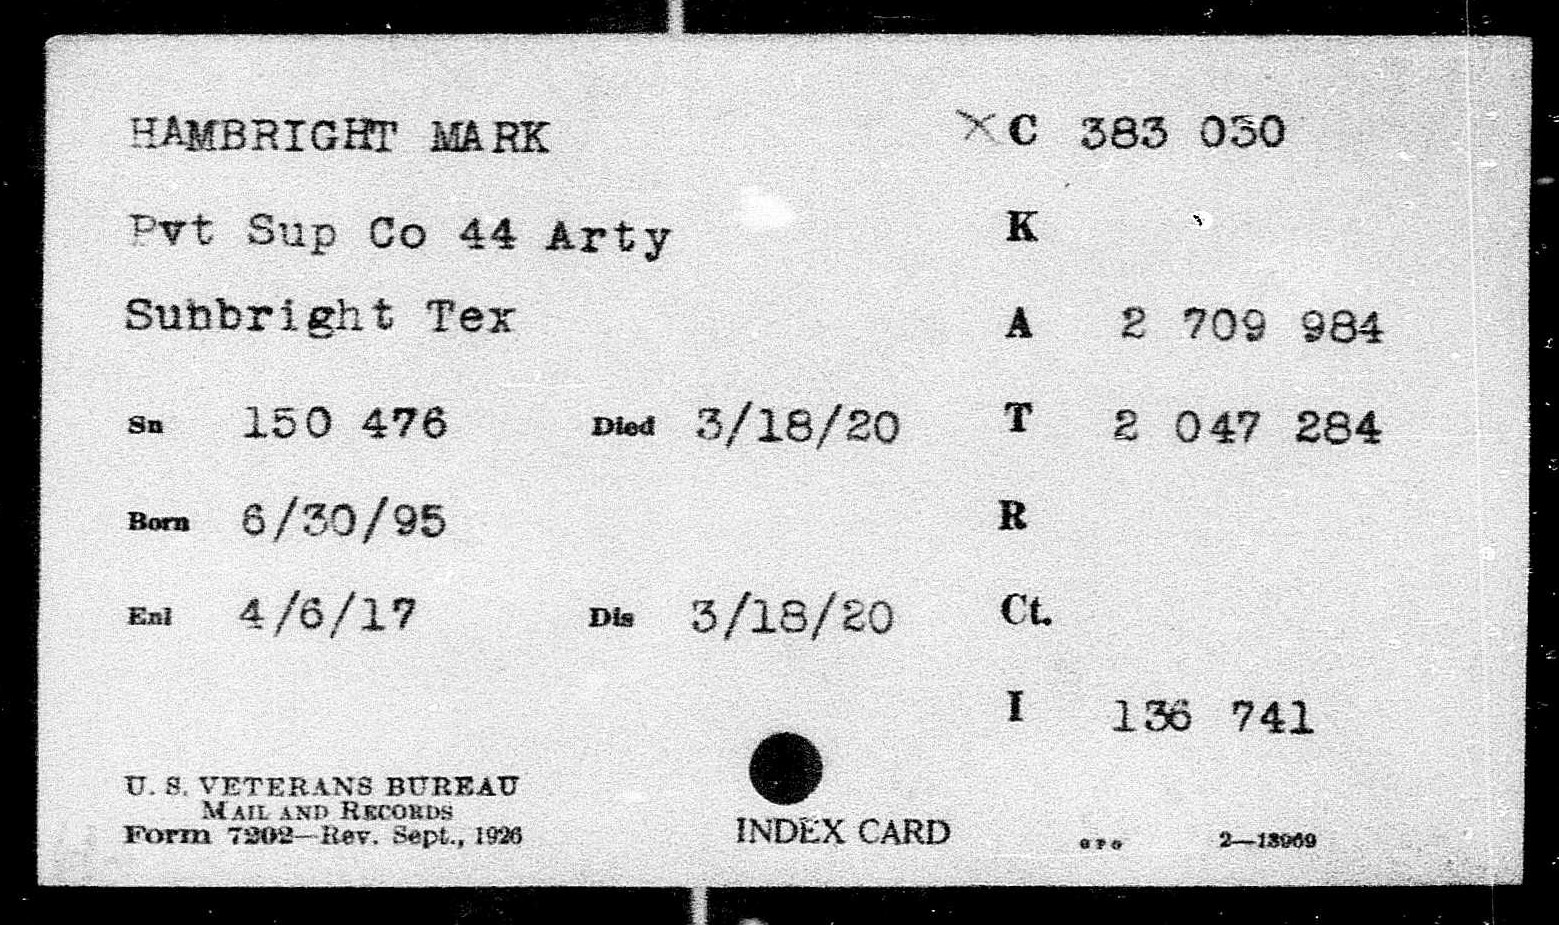 HAMBRIGHT MARK X C 383 030
Pvt Sup Co 44 Arty K
Sunbright Tex A 2 709 984
Sn 150 476 Died 3/18/20 T 2 047 284
Born 6/30/95 R
Enl 4/6/17 Dis 3/18/20 Ct.
I 136 741
U. S. VETERANS BUREAU
MAIL AND RECORDS
Form 7202—Rev. Sept., 1926
INDEX CARD
GPO 2—13969